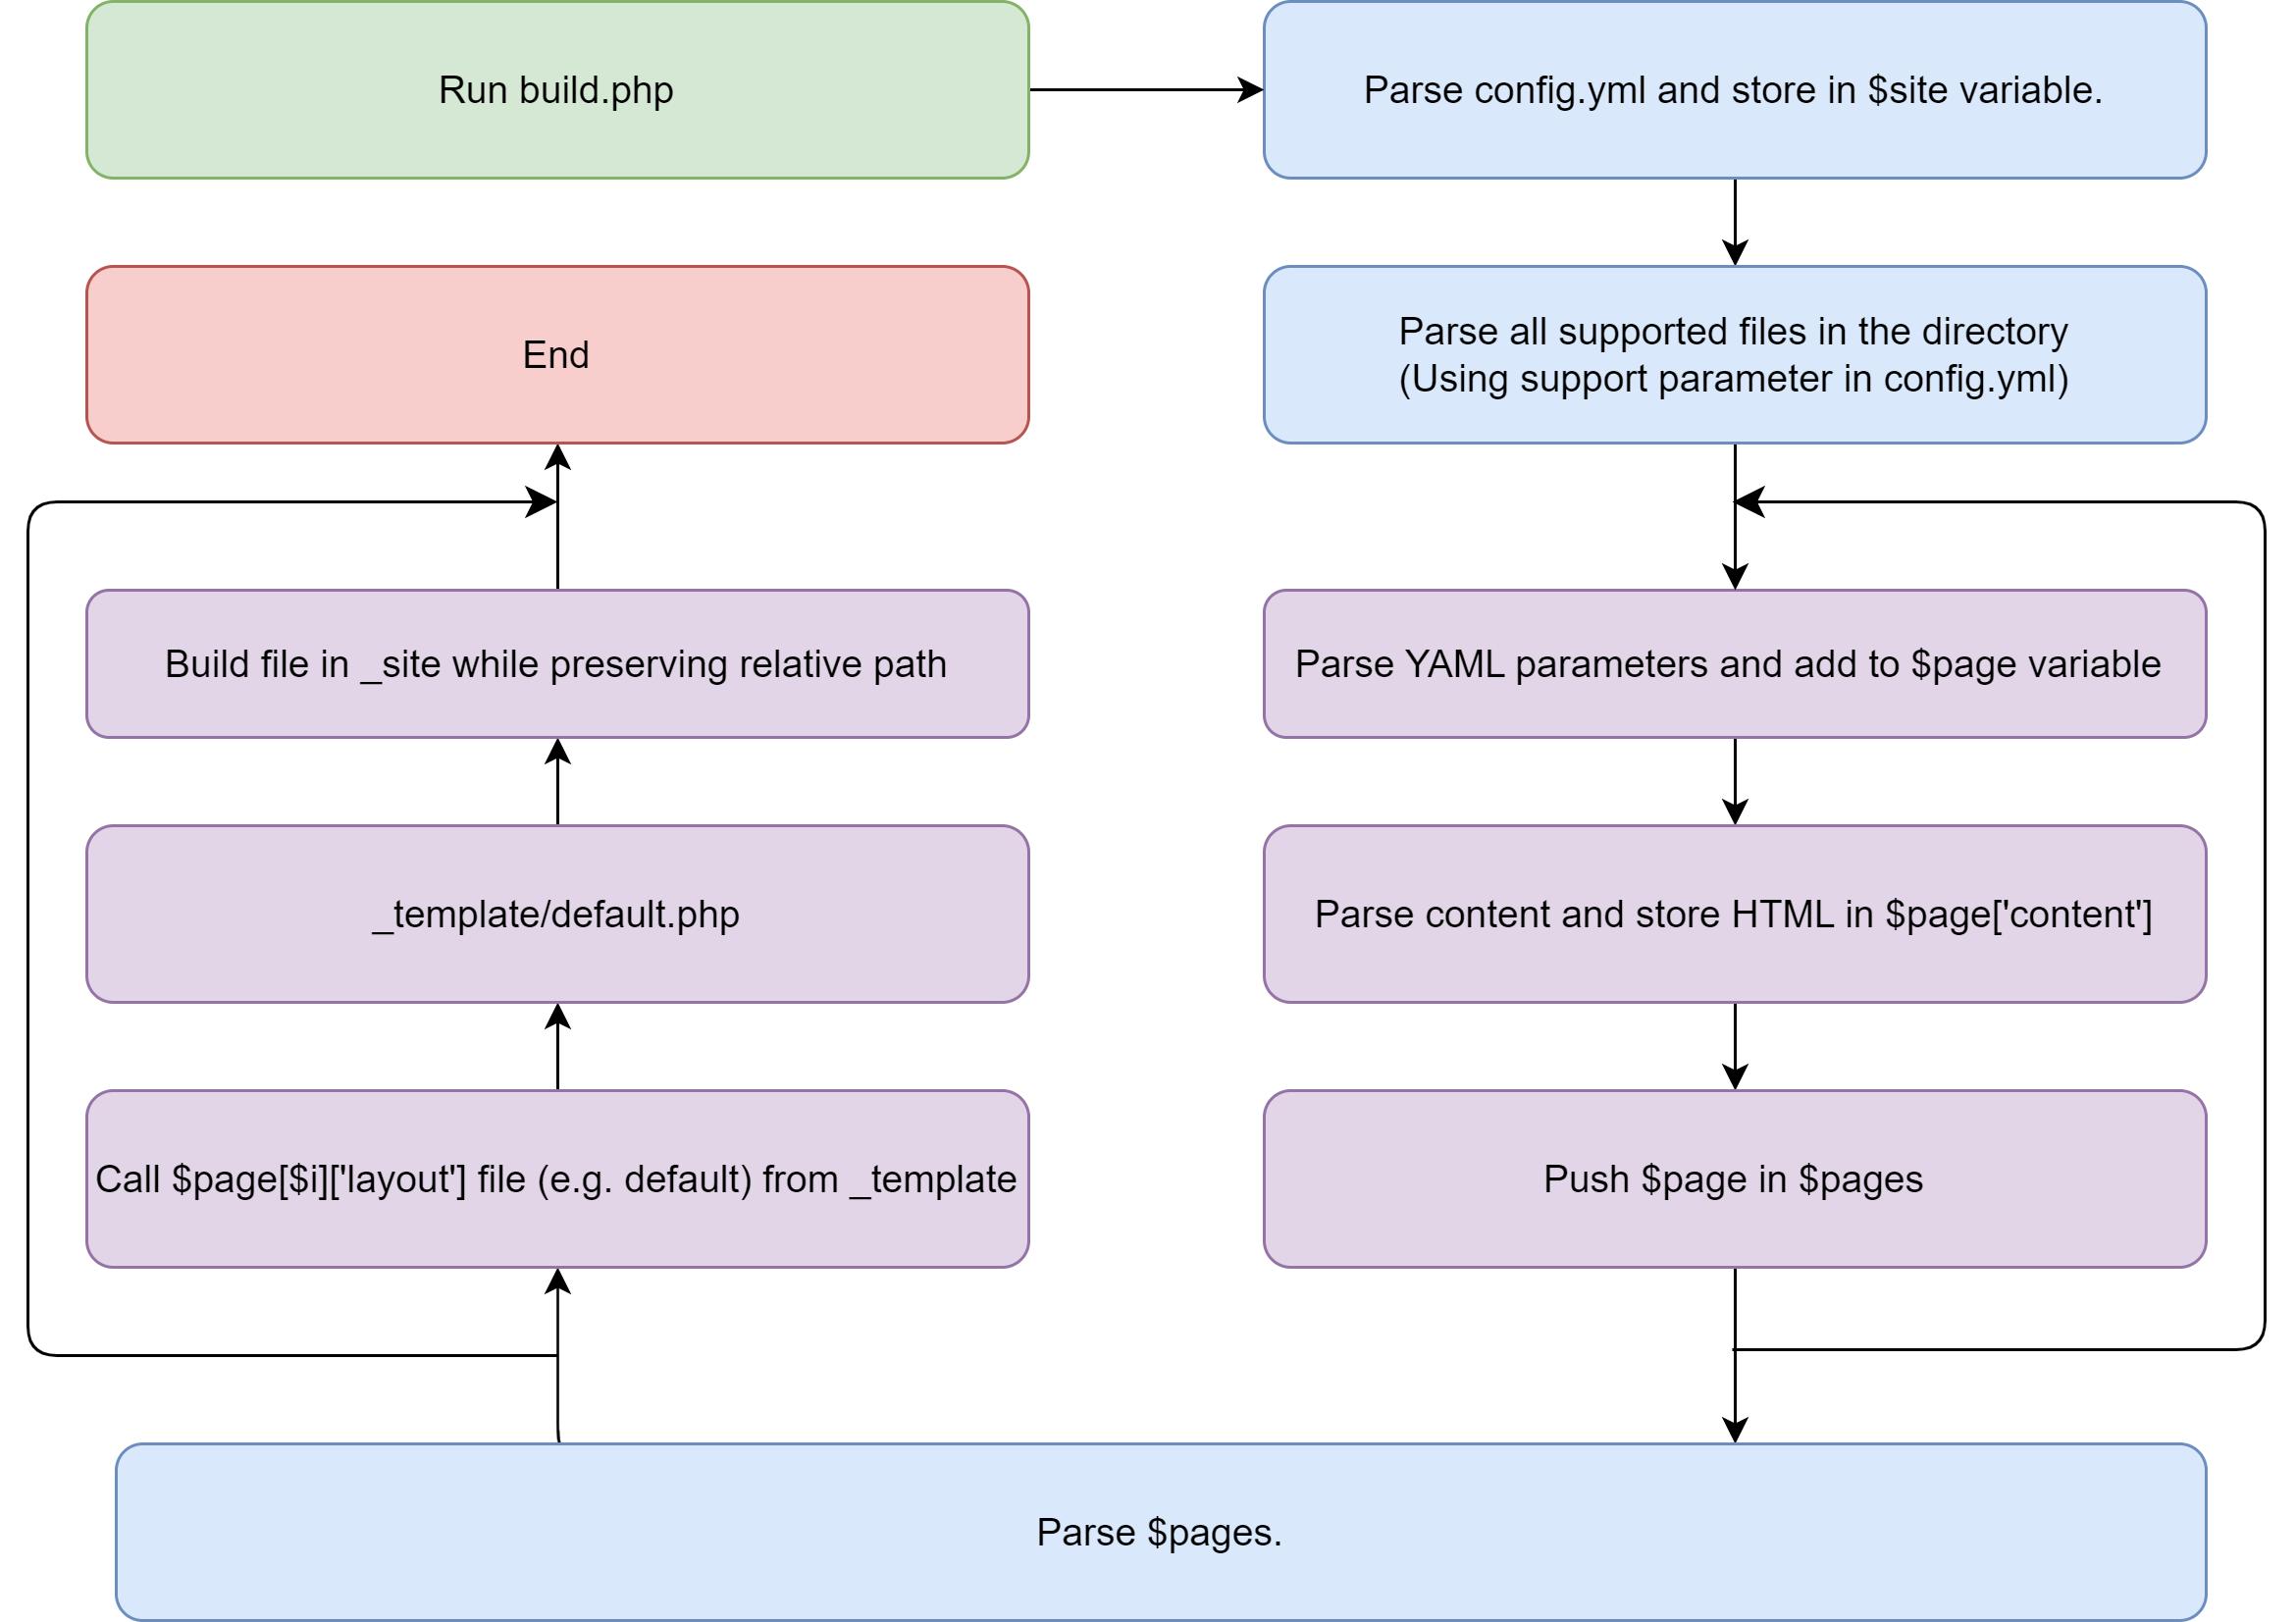 Run build.php
Parse config.yml and store in $site variable.
End
Parse all supported files in the directory
(Using support parameter in config.yml)
Build file in _site while preserving relative path
Parse YAML parameters and add to $page variable
_template/default.php
Parse content and store HTML in $page['content']
Call $page[$i]['layout'] file (e.g. default) from _template
Push $page in $pages
Parse $pages.